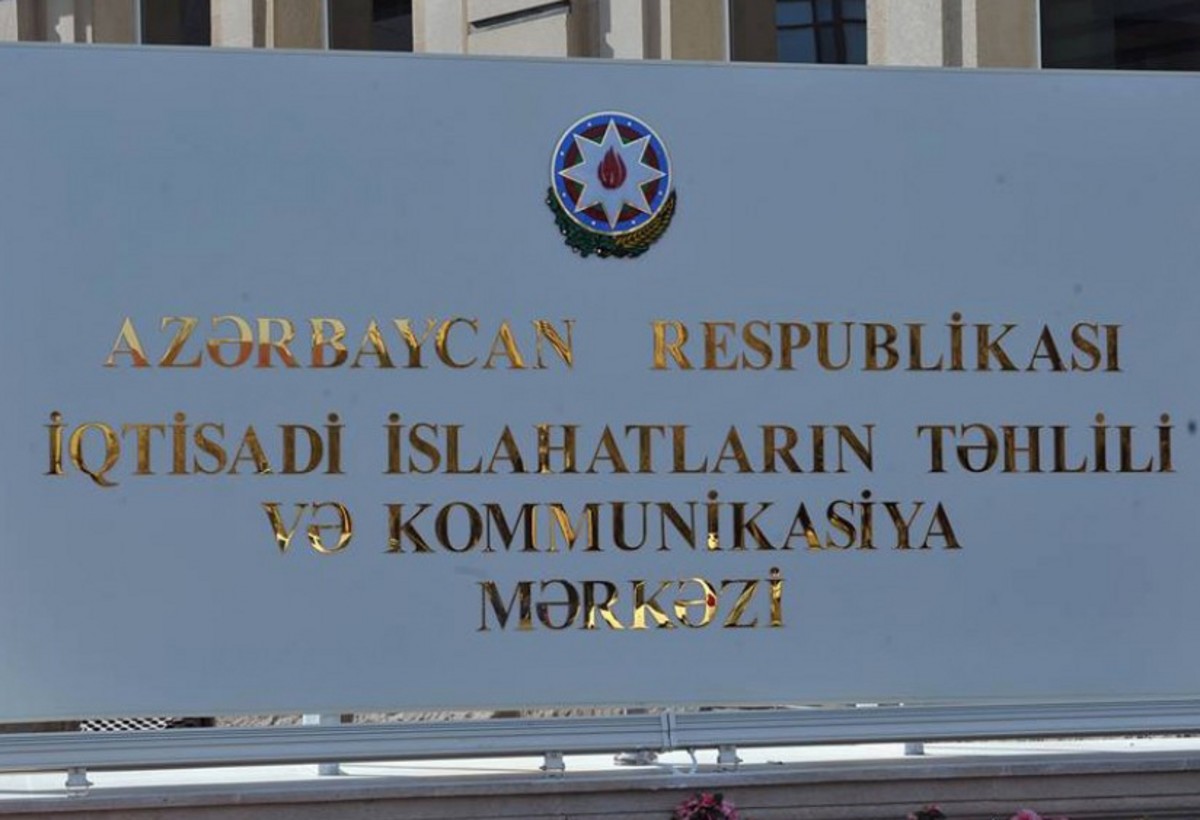 AZƏRBAYCAN RESPUBLİKASI
İQTİSADİ İSLAHATLARIN TƏHLİLİ
VƏ KOMMUNİKASİYA
MƏRKƏZİ